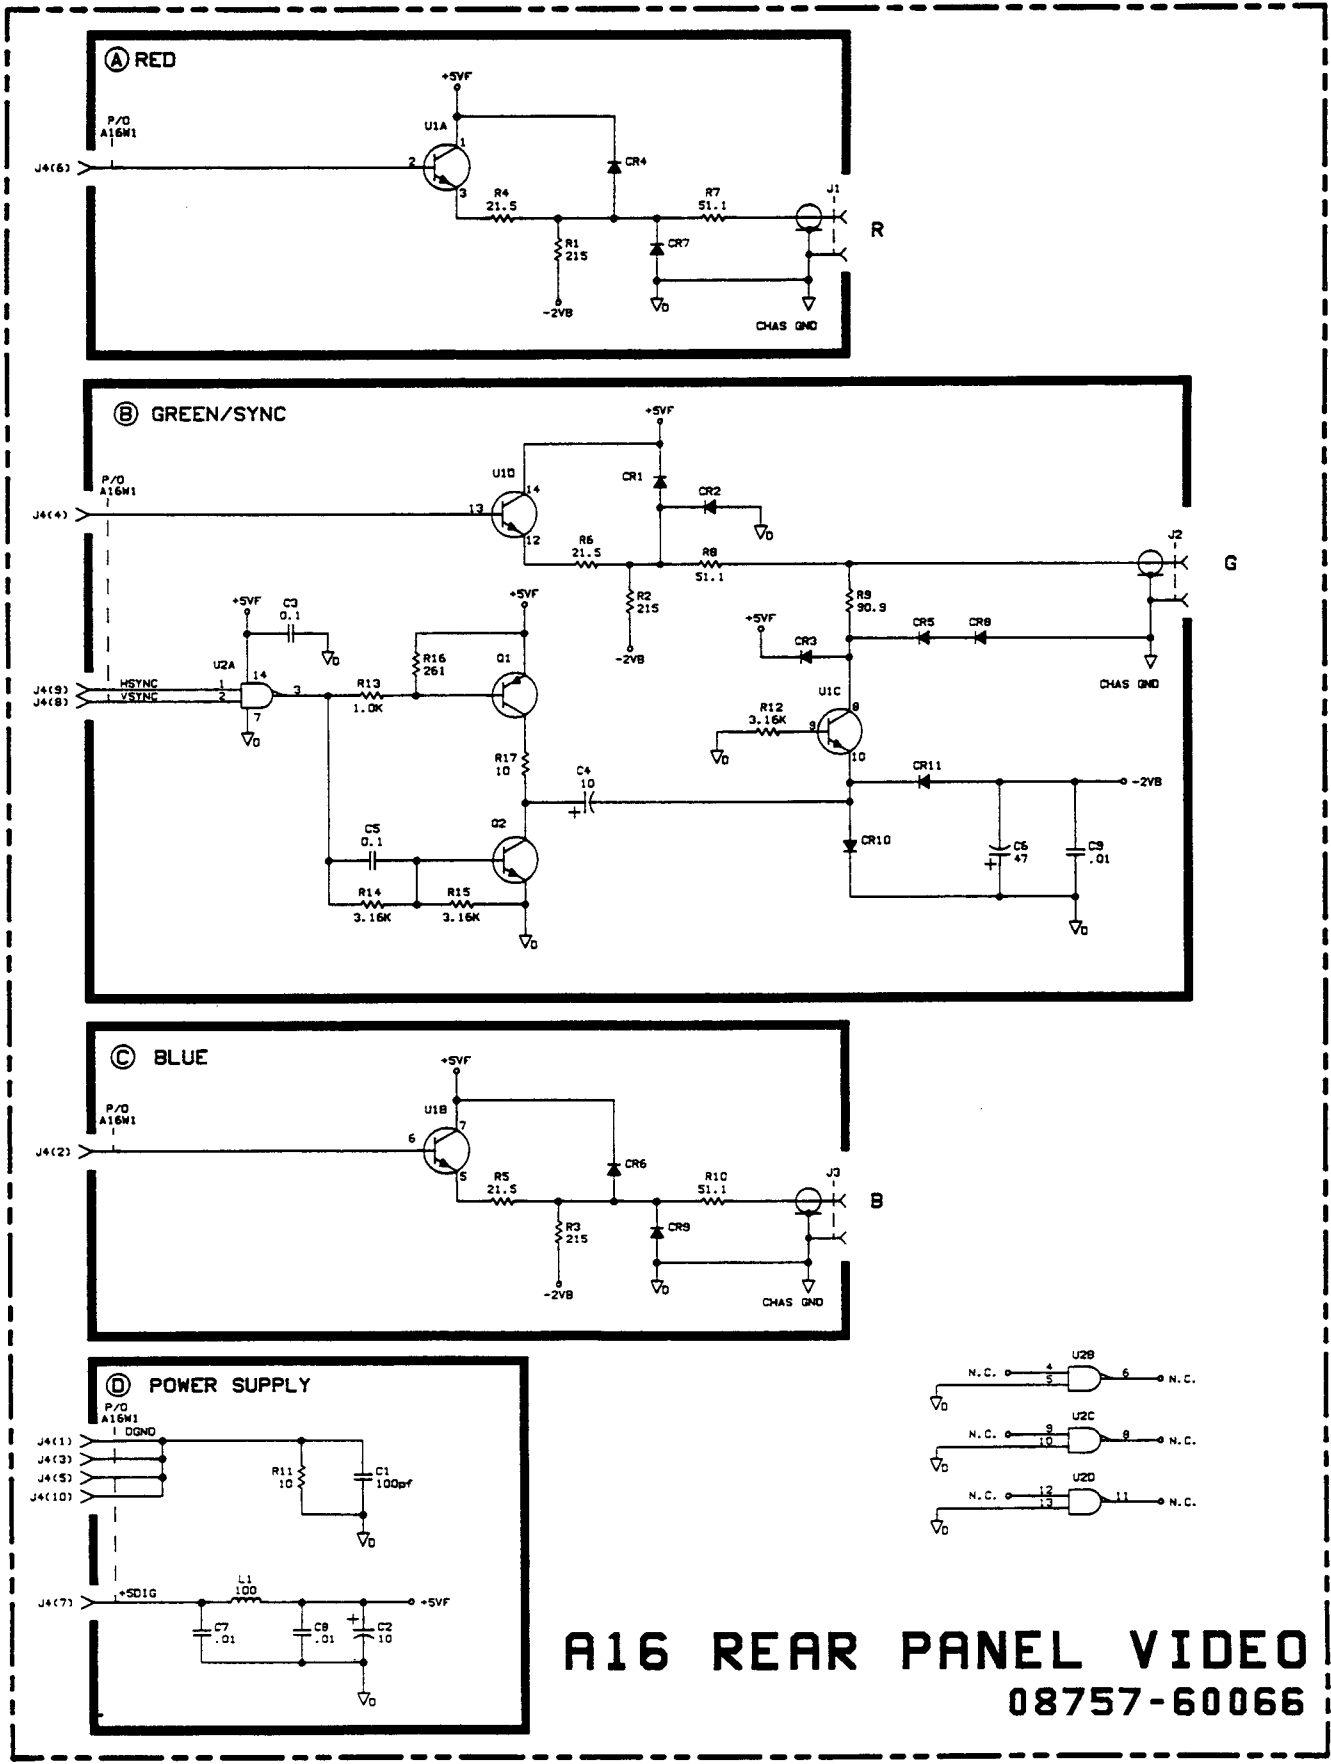 Ⓐ RED
+5VF
P/O
A16W1
U1A
1
J4(6)
2
3
CR4
R4
21.5
R7
51.1
J1
R
R1
215
CR7
-2VB
D
CHAS GND
Ⓑ GREEN/SYNC
+5VF
P/O
A16W1
U1D
14
CR1
CR2
J4(4)
13
12
D
R6
21.5
R8
51.1
J2
G
+5VF
C3
0.1
+5VF
R2
215
+5VF
R9
90.9
CR5
CR8
CR3
D
U2A
14
R16
261
Q1
-2VB
CHAS GND
J4(9)
HSYNC
1
3
R13
1.0K
U1C
8
J4(8)
VSYNC
2
7
D
R12
3.16K
9
D
10
R17
10
C4
10
+
CR11
-2VB
C5
0.1
Q2
CR10
C6
47
+
C9
.01
R14
3.16K
R15
3.16K
D
D
Ⓒ BLUE
+5VF
P/O
A16W1
U1B
7
J4(2)
6
5
CR6
R5
21.5
R10
51.1
J3
B
R3
215
CR9
-2VB
D
CHAS GND
Ⓓ POWER SUPPLY
P/O
A16W1
J4(1)
DGND
J4(3)
J4(5)
J4(10)
R11
10
C1
100pf
D
J4(7)
+5DIG
L1
100
+5VF
C7
.01
C8
.01
+
C2
10
D
U2B
N.C.
4
5
6
N.C.
D
U2C
N.C.
9
10
8
N.C.
D
U2D
N.C.
12
13
11
N.C.
D
A16 REAR PANEL VIDEO
08757-60066